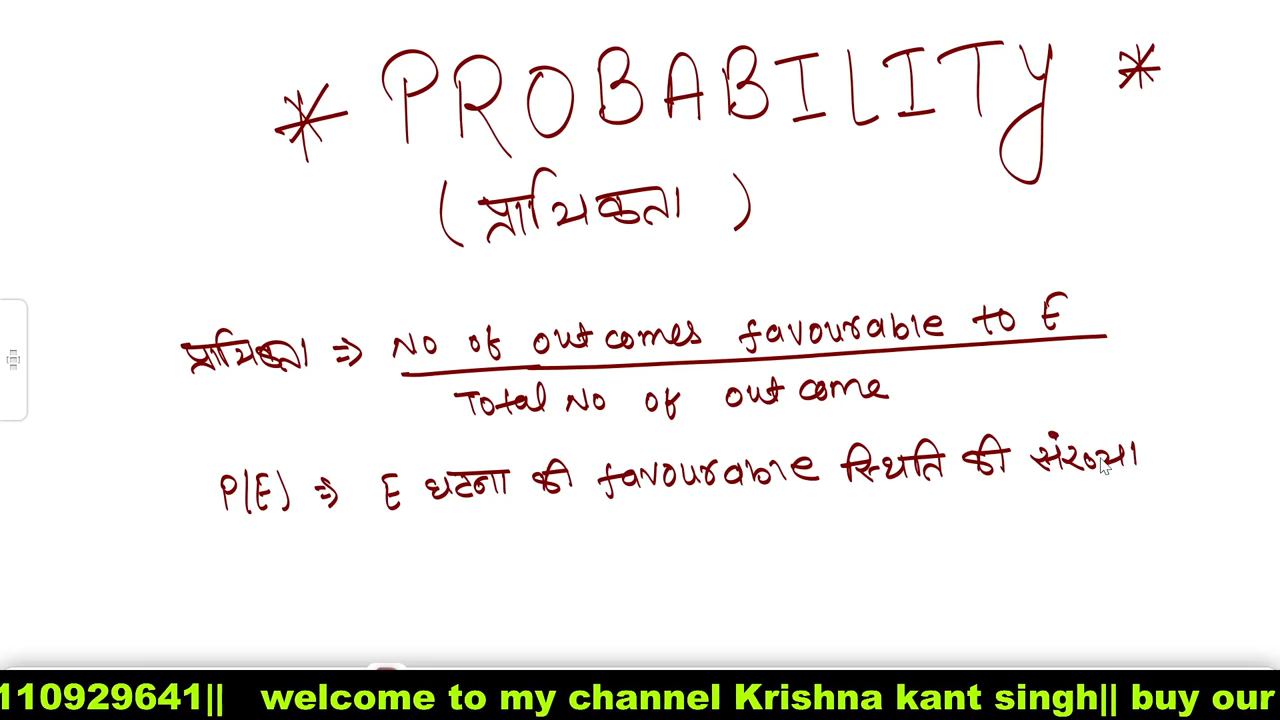 * PROBABILITY *
( प्रायिकता )
प्रायिकता ⇒ No of outcomes favourable to E
Total No of out come
P(E) ⇒ E घटना की favourable स्थिति की संख्या
110929641|| welcome to my channel Krishna kant singh|| buy our